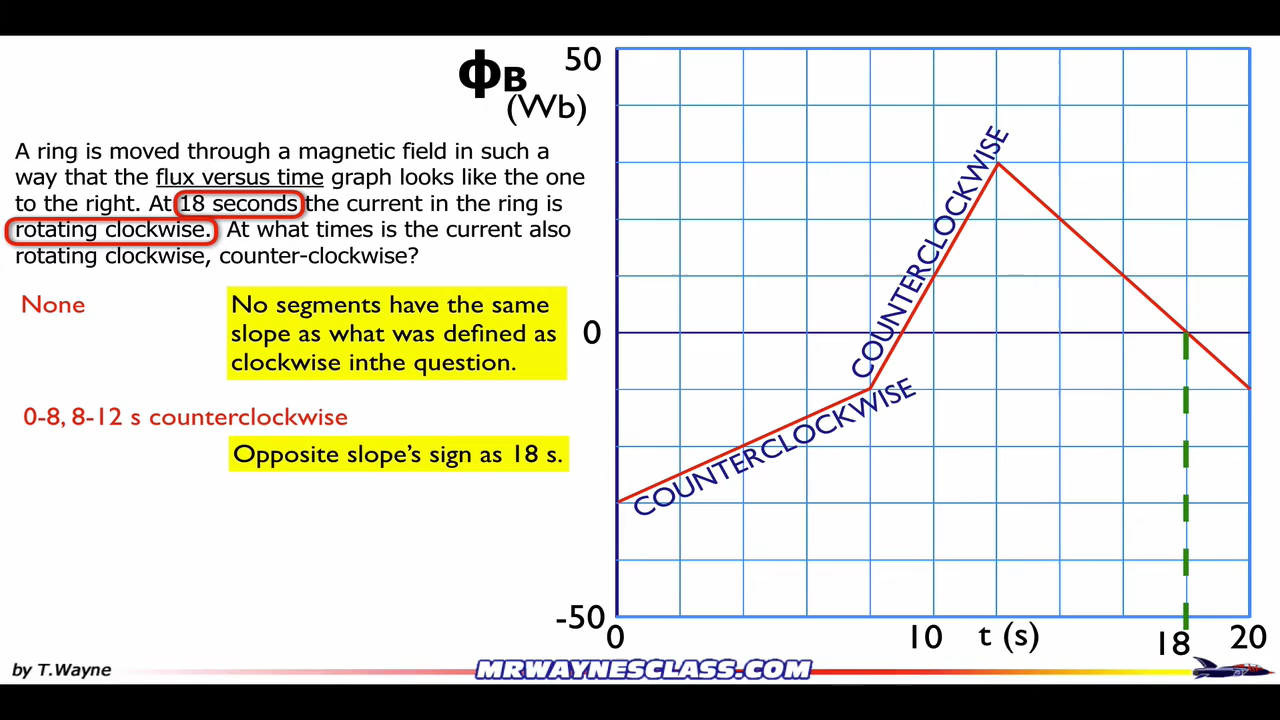 ΦB
(Wb)
50
0
-50
A ring is moved through a magnetic field in such a
way that the flux versus time graph looks like the one
to the right. At 18 seconds the current in the ring is
rotating clockwise. At what times is the current also
rotating clockwise, counter-clockwise?
None
No segments have the same
slope as what was defined as
clockwise inthe question.
0-8, 8-12 s counterclockwise
Opposite slope's sign as 18 s.
COUNTERCLOCKWISE
COUNTERCLOCKWISE
0
10
t (s)
18
20
by T.Wayne
MRWAYNESCLASS.COM